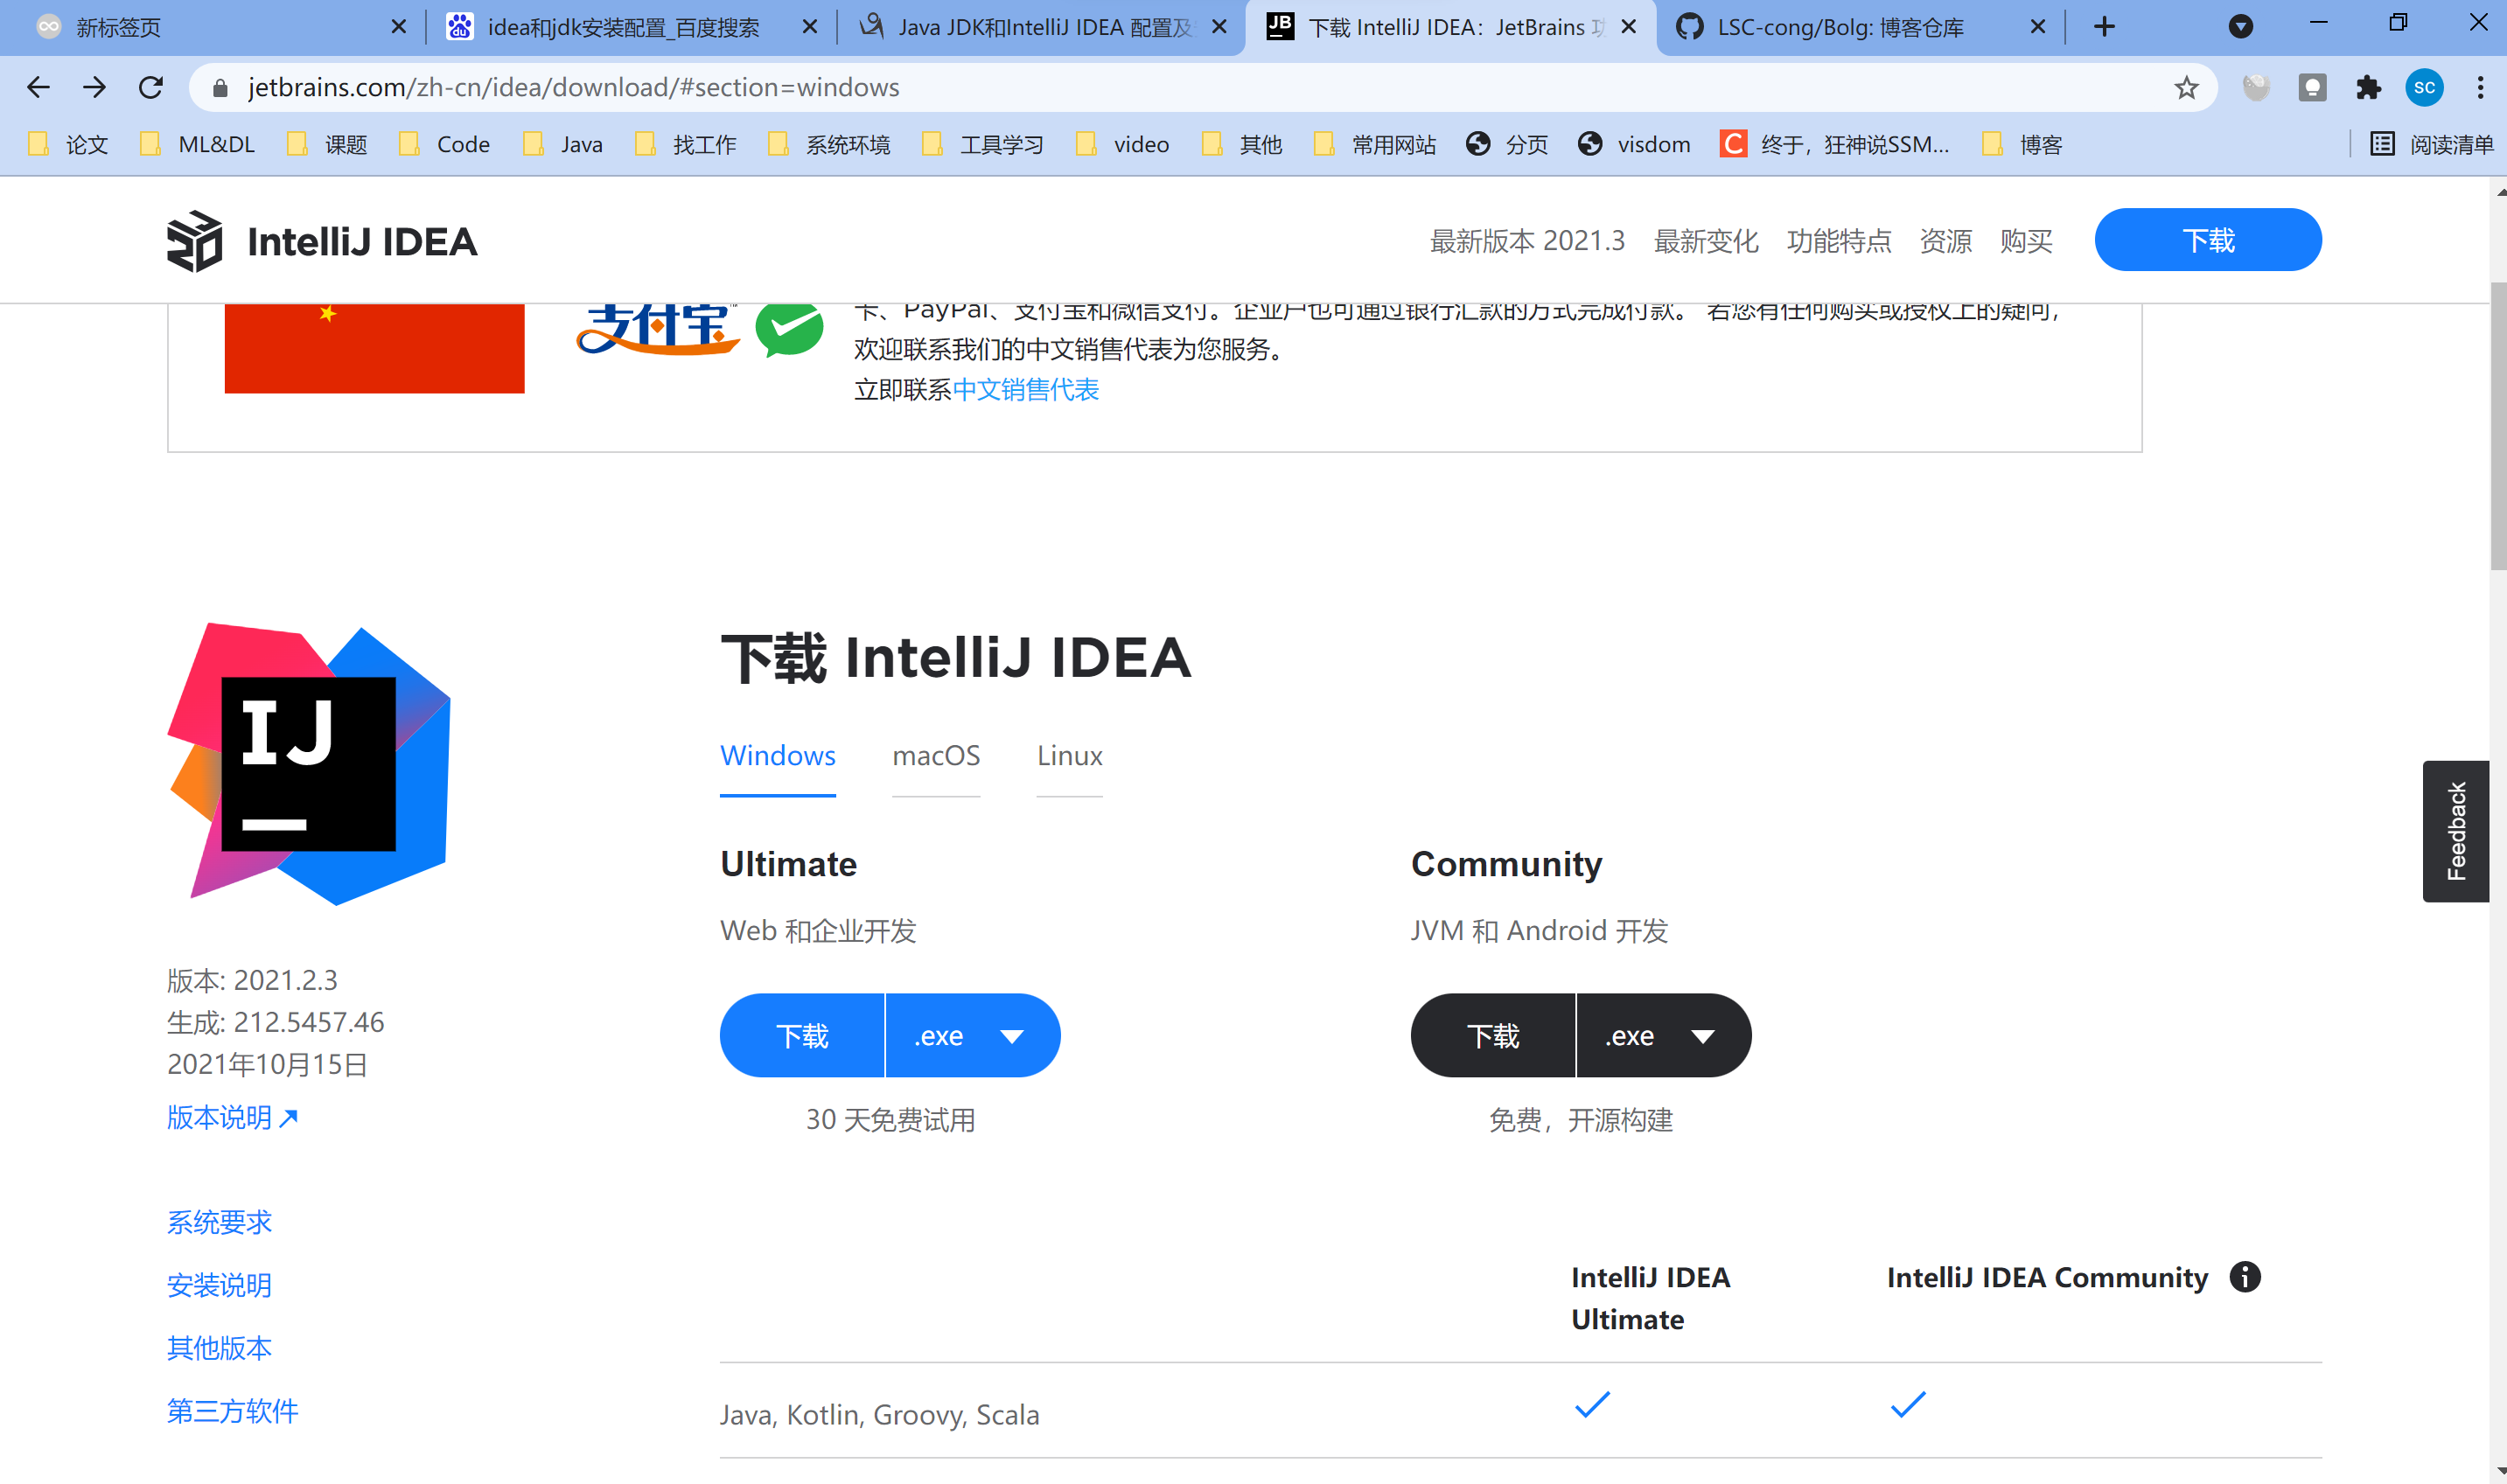 新标签页
idea和jdk安装配置_百度搜索
Java JDK和IntelliJ IDEA 配置及
下载 IntelliJ IDEA：JetBrains
LSC-cong/Bolg: 博客仓库
jetbrains.com/zh-cn/idea/download/#section=windows
SC
论文
ML&DL
课题
Code
Java
找工作
系统环境
工具学习
video
其他
常用网站
分页
visdom
C
终于，狂神说SSM...
博客
阅读清单
IntelliJ IDEA
最新版本 2021.3
最新变化
功能特点
资源
购买
下载
支付宝
卡、PayPal、支付宝和微信支付。企业户也可通过银行汇款的方式完成付款。 若您有任何购买或授权上的疑问，
欢迎联系我们的中文销售代表为您服务。
立即联系中文销售代表
IJ
下载 IntelliJ IDEA
Windows
macOS
Linux
Ultimate
Community
Web 和企业开发
JVM 和 Android 开发
下载
.exe
下载
.exe
30 天免费试用
免费，开源构建
版本: 2021.2.3
生成: 212.5457.46
2021年10月15日
版本说明
系统要求
安装说明
其他版本
第三方软件
Feedback
IntelliJ IDEA
Ultimate
IntelliJ IDEA Community
Java, Kotlin, Groovy, Scala